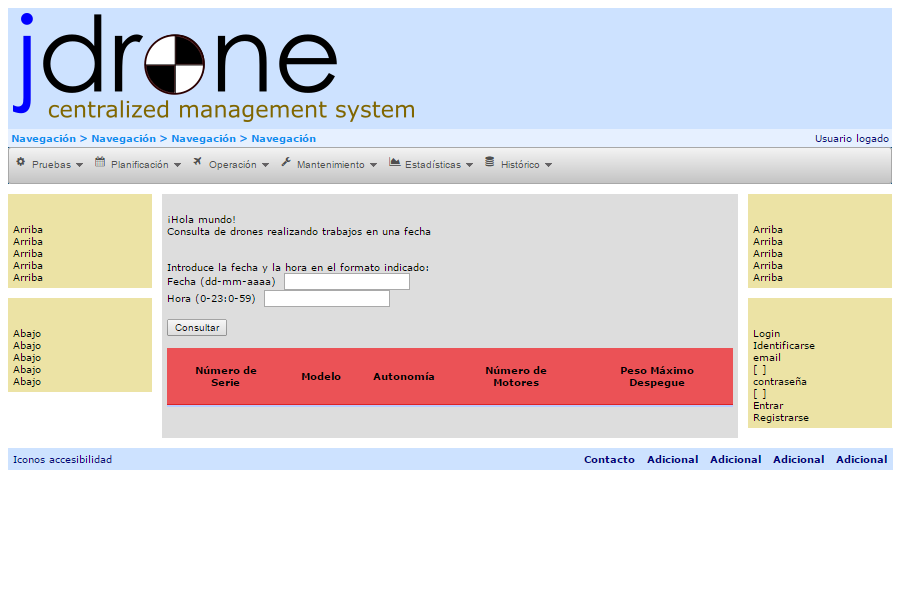 jdrone
centralized management system
Navegación > Navegación > Navegación > Navegación
Usuario logado
Pruebas
Planificación
Operación
Mantenimiento
Estadísticas
Histórico
Arriba
Arriba
Arriba
Arriba
Arriba
Abajo
Abajo
Abajo
Abajo
Abajo
¡Hola mundo!
Consulta de drones realizando trabajos en una fecha
Introduce la fecha y la hora en el formato indicado:
Fecha (dd-mm-aaaa)
Hora (0-23:0-59)
Consultar
Número de
Serie
Modelo
Autonomía
Número de
Motores
Peso Máximo
Despegue
Arriba
Arriba
Arriba
Arriba
Arriba
Login
Identificarse
email
[ ]
contraseña
[ ]
Entrar
Registrarse
Iconos accesibilidad
Contacto
Adicional
Adicional
Adicional
Adicional